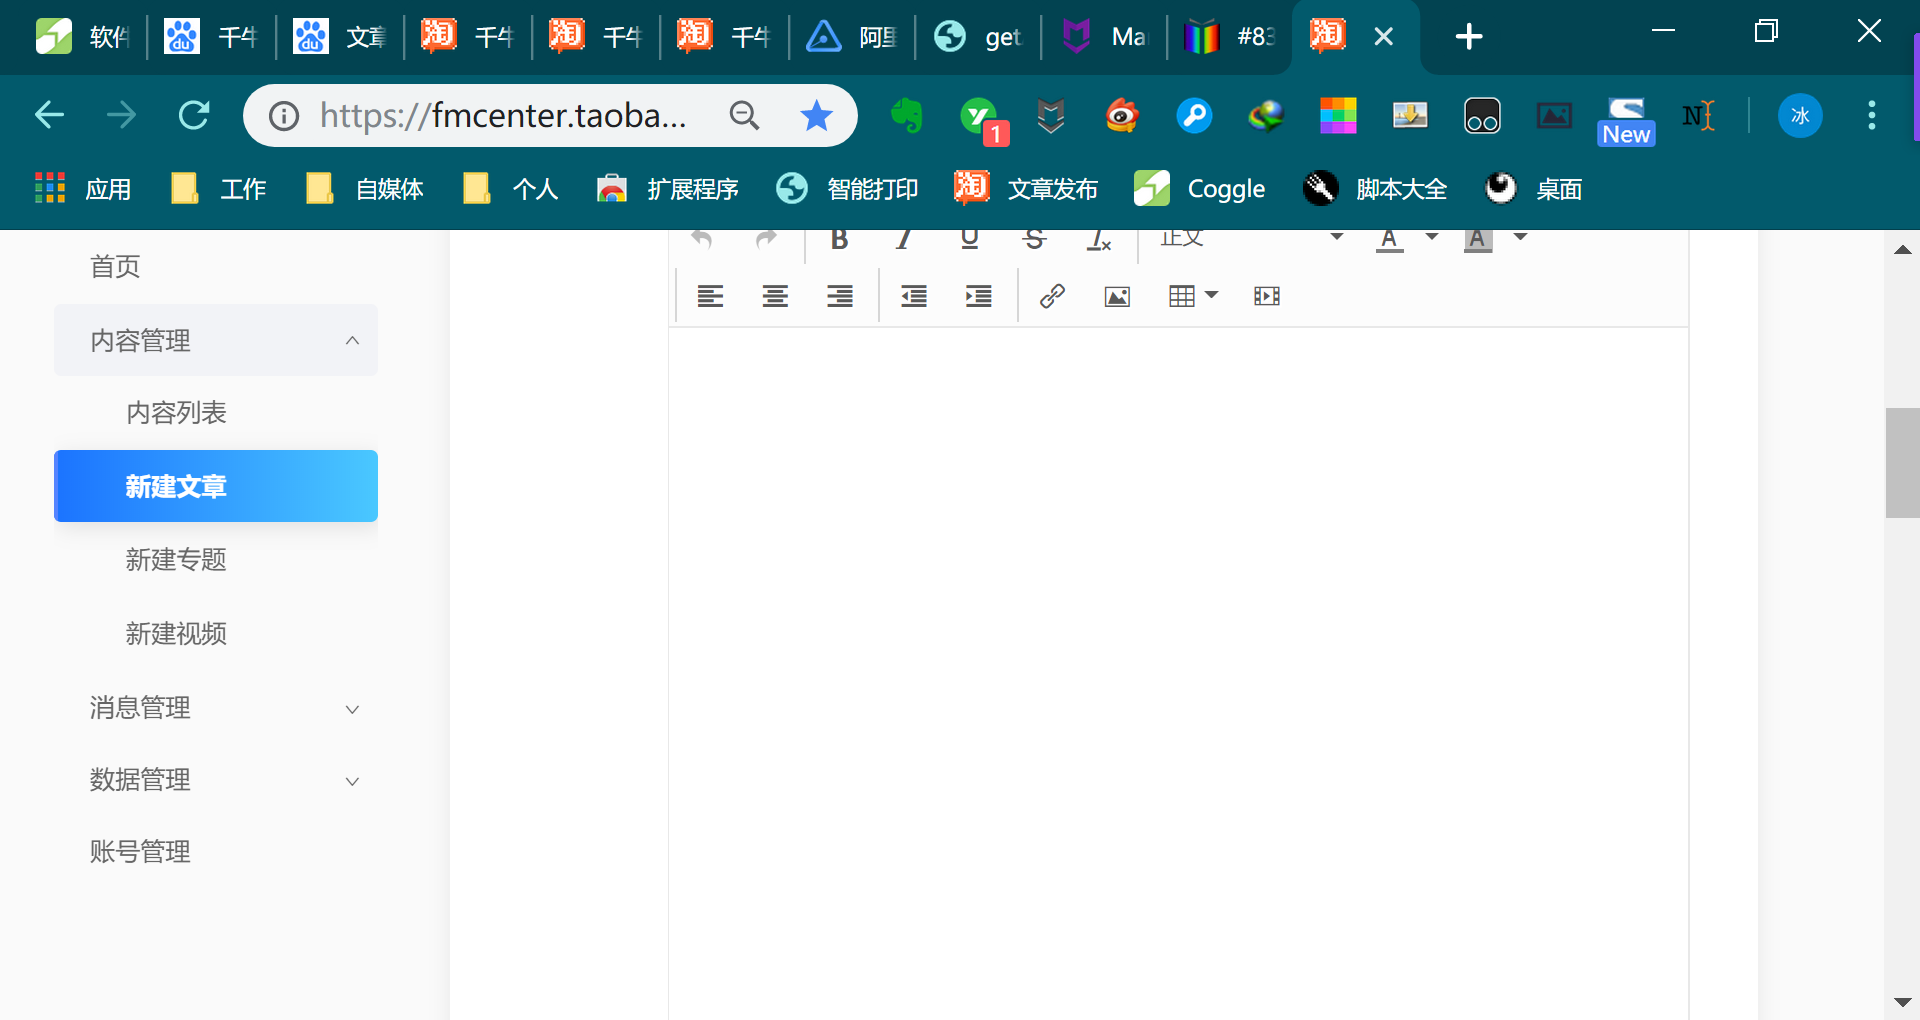 软件
千牛
文章
千牛
千牛
千牛
阿里
get
Ma
#83
https://fmcenter.taoba...
1
New
冰
应用
工作
自媒体
个人
扩展程序
智能打印
文章发布
Coggle
脚本大全
桌面
首页
内容管理
内容列表
新建文章
新建专题
新建视频
消息管理
数据管理
账号管理
B I U S Ix 正文 A A